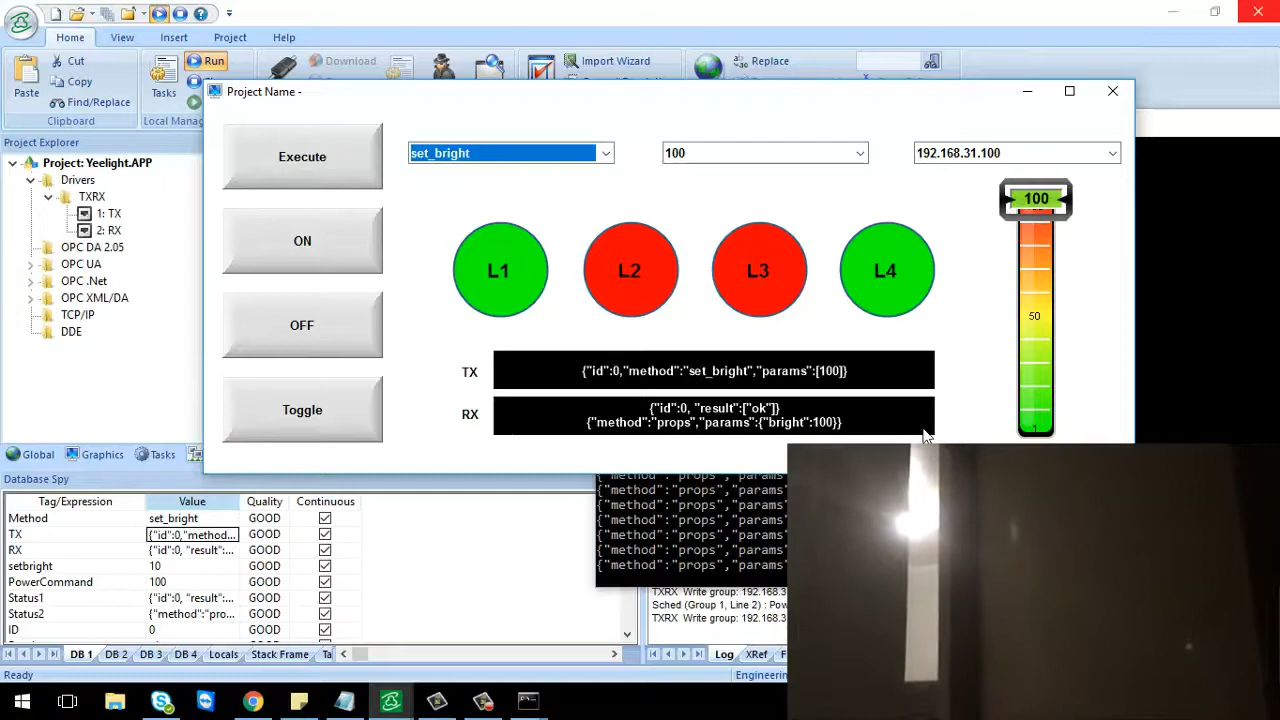 Home View Insert Project Help
Cut
Copy
Find/Replace
Paste
Clipboard
Tasks
Run
Local Mana
Download
Import Wizard
Replace
Project Explorer
Project: Yeelight.APP
Drivers
TXRX
1: TX
2: RX
OPC DA 2.05
OPC UA
OPC .Net
OPC XML/DA
TCP/IP
DDE
Global Graphics Tasks
Project Name -
Execute
ON
OFF
Toggle
set_bright 100 192.168.31.100
L1 L2 L3 L4
100
50
1
TX {"id":0,"method":"set_bright","params":[100]}
RX {"id":0, "result":["ok"]}
{"method":"props","params":{"bright":100}}
Database Spy
Tag/Expression Value Quality Continuous
Method set_bright GOOD
TX {"id":0,"method... GOOD
RX {"id":0, "result":... GOOD
setbright 10 GOOD
PowerCommand 100 GOOD
Status1 {"id":0, "result":... GOOD
Status2 {"method":"pro... GOOD
ID 0 GOOD
DB 1 DB 2 DB 3 DB 4 Locals Stack Frame Ta
{"method":"props","params"
{"method":"props","params"
{"method":"props","params"
{"method":"props","params"
{"method":"props","params"
{"method":"props","params"
{"method":"props","params"
TXRX Write group: 192.168.3
Sched (Group 1, Line 2) : Pow
TXRX Write group: 192.168.3
Log XRef F
Ready
Engineering